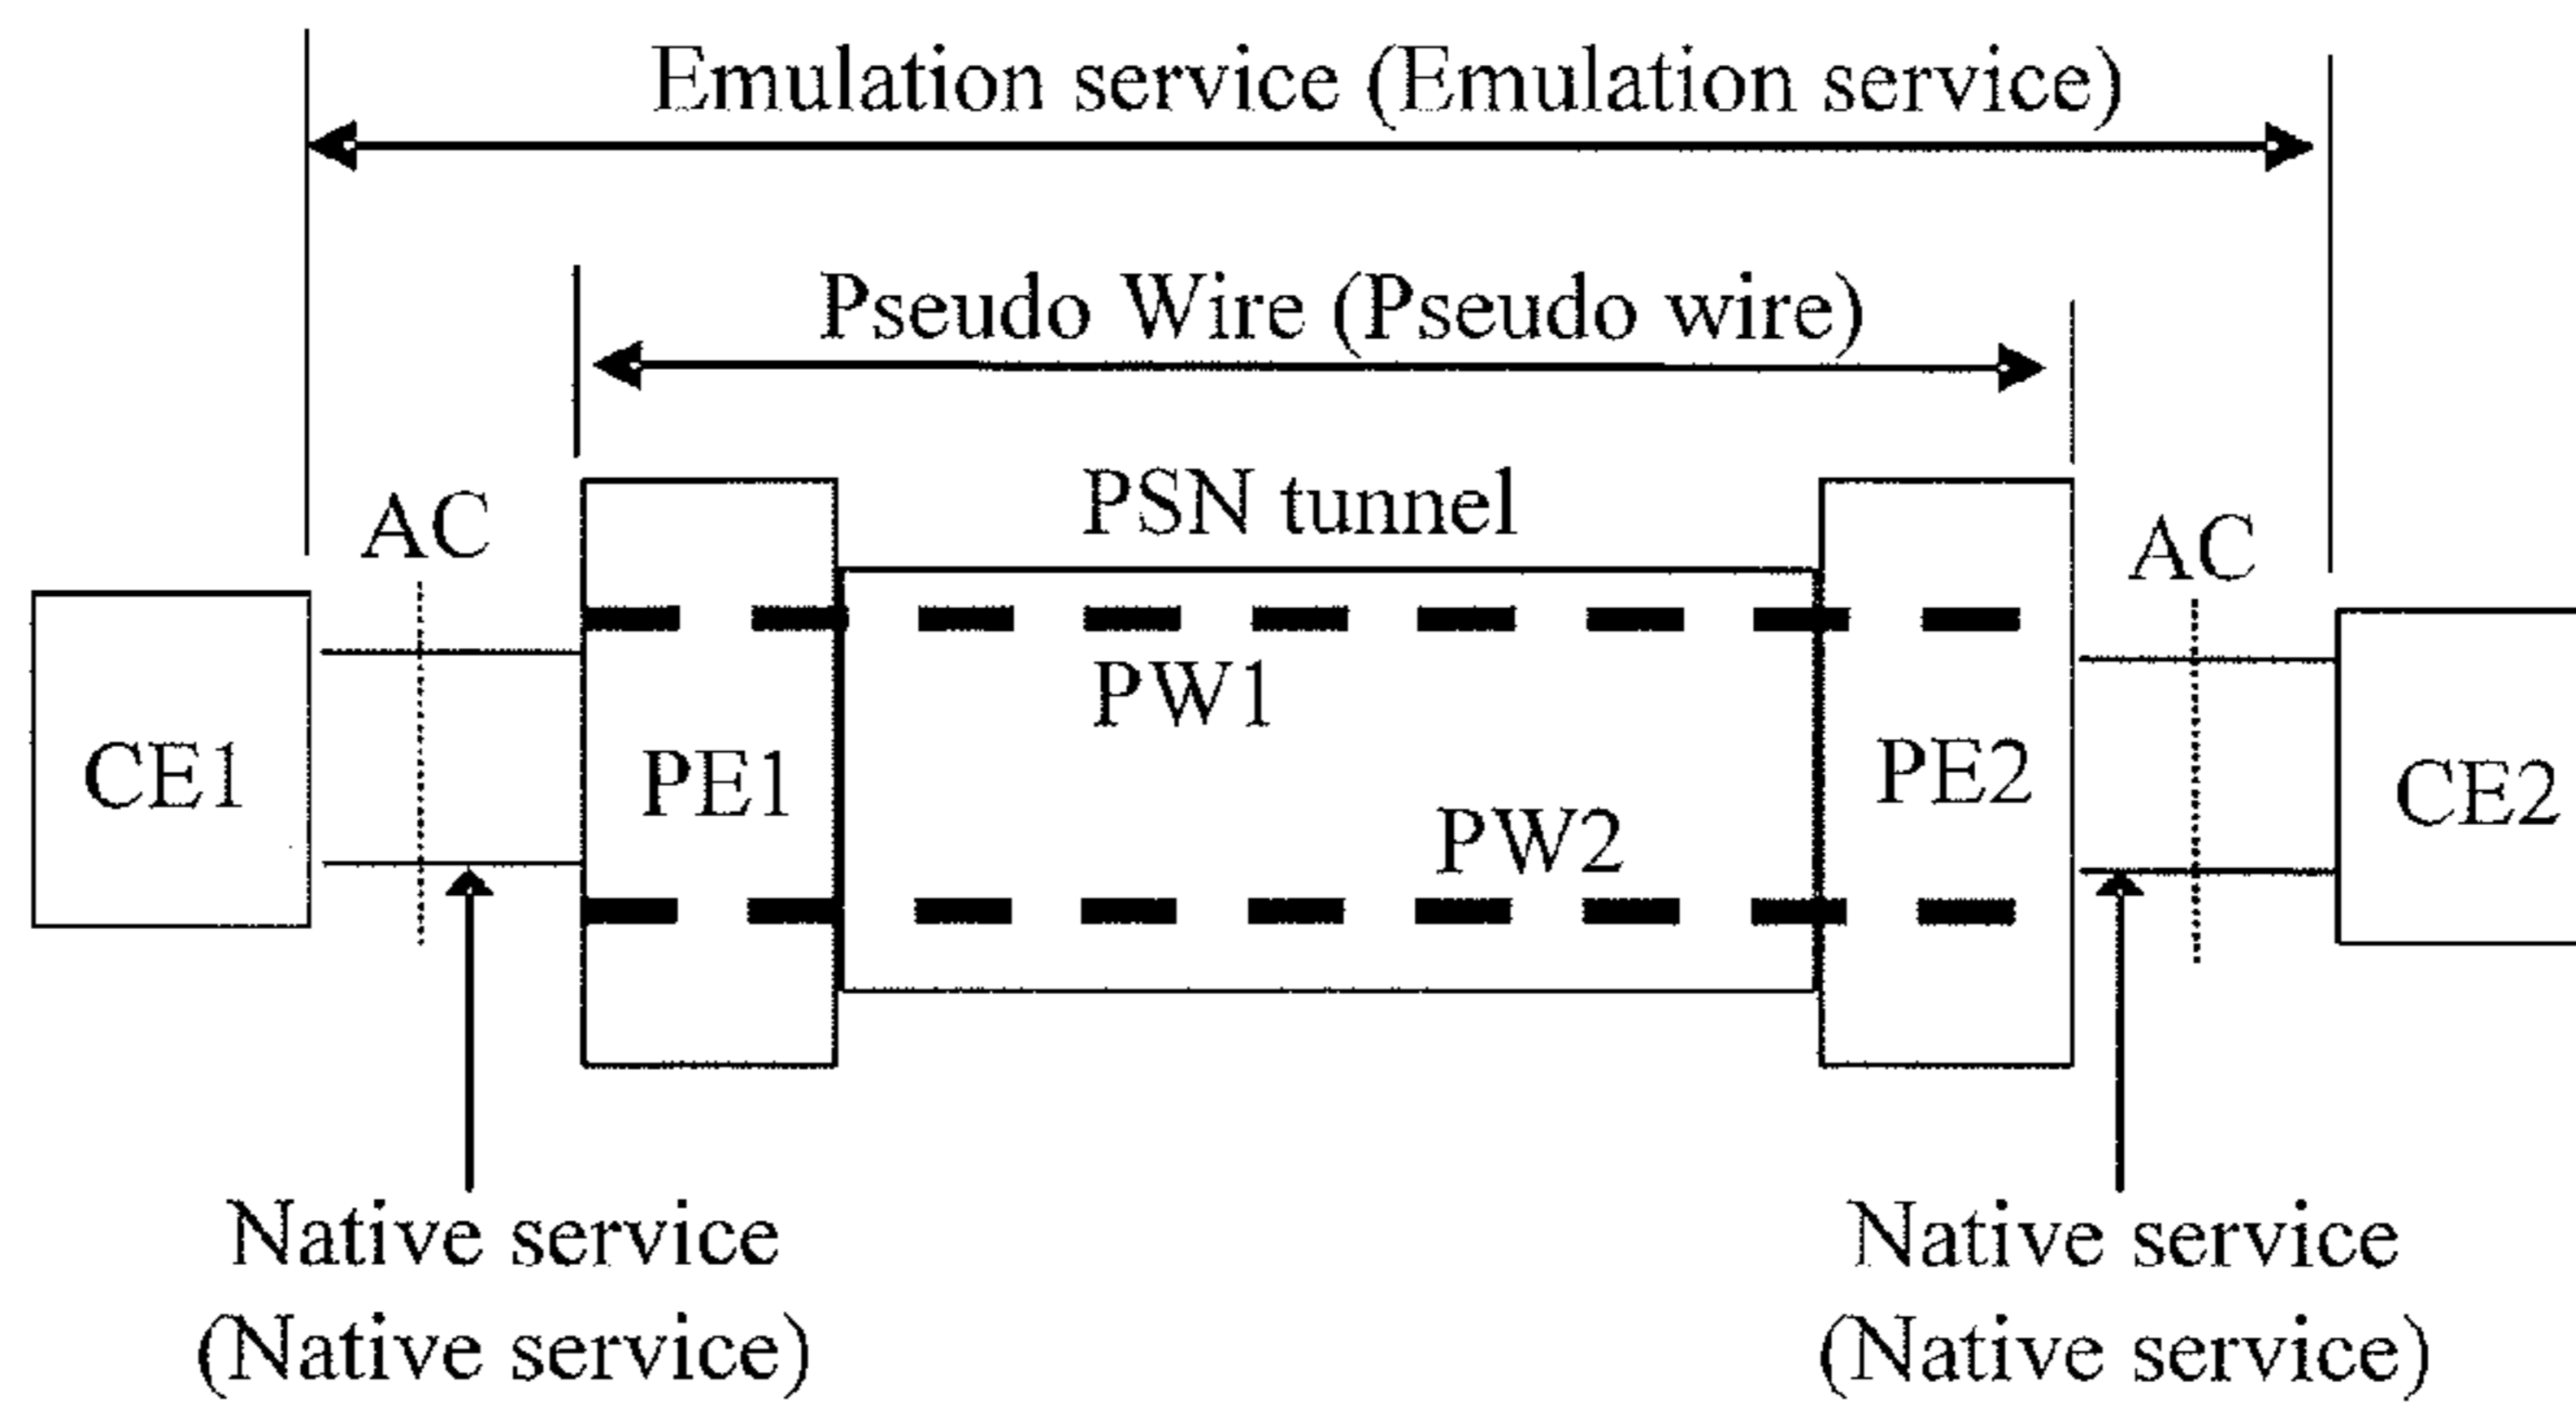 Emulation service (Emulation service)
Pseudo Wire (Pseudo wire)
PSN tunnel
AC
AC
PW1
CE1
PE1
PE2
CE2
PW2
Native service
(Native service)
Native service
(Native service)